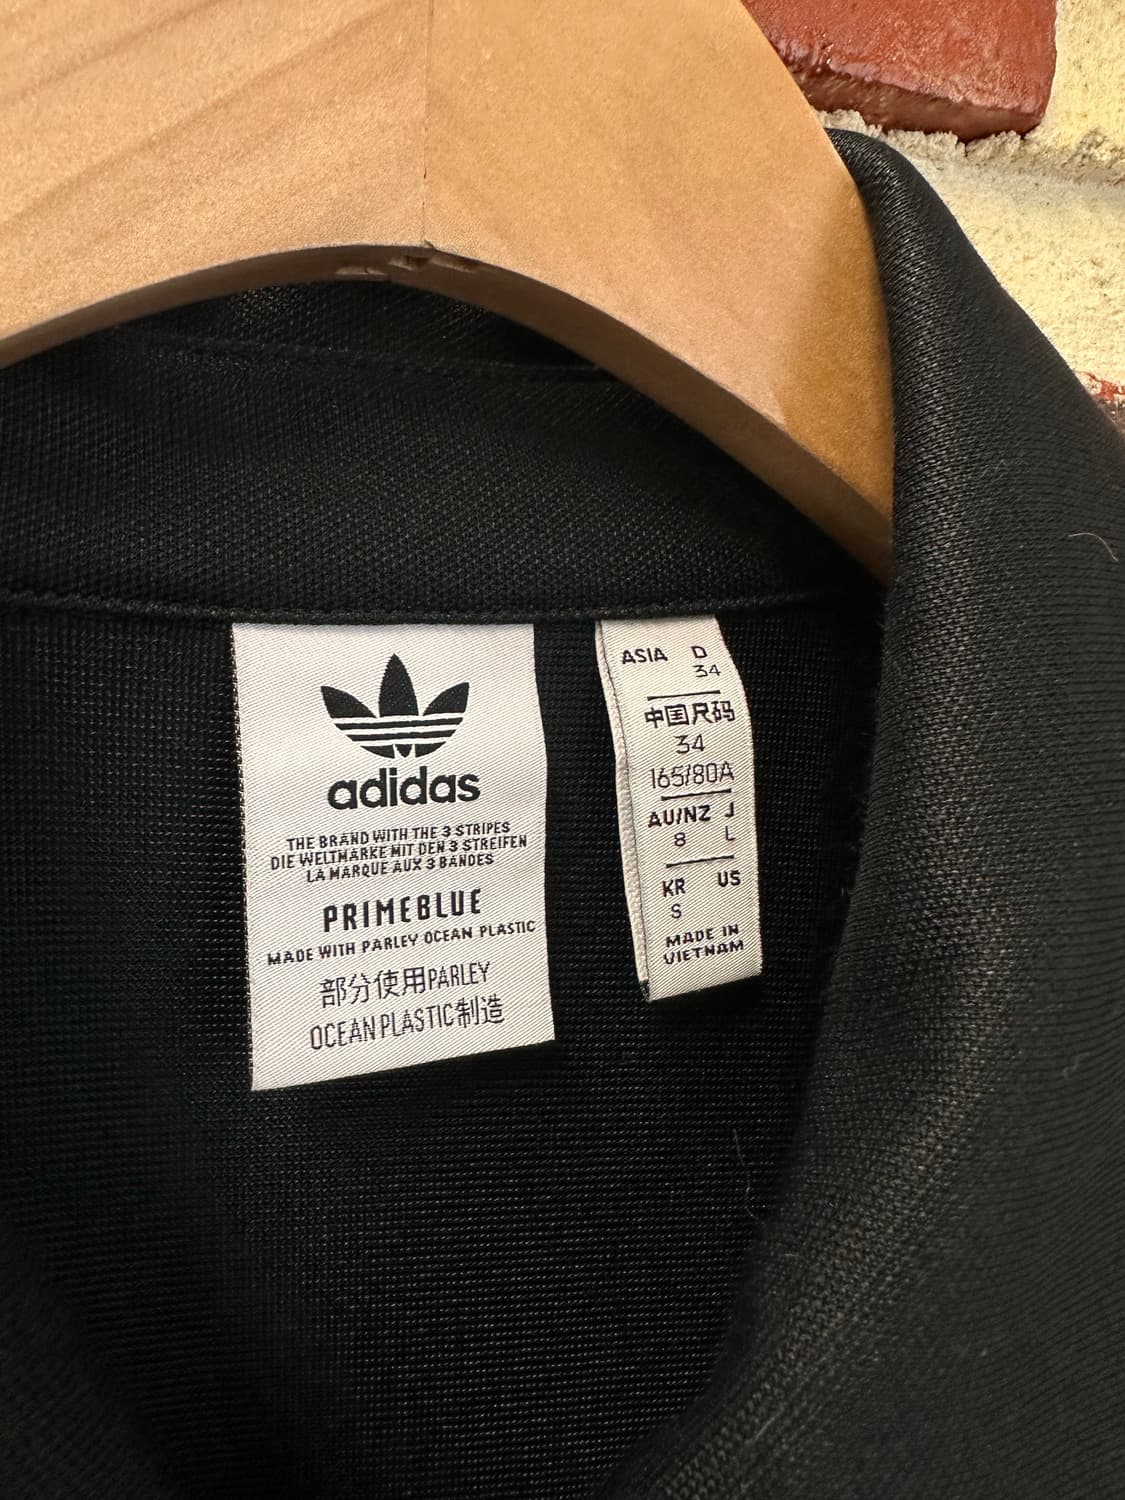 adidas
THE BRAND WITH THE 3 STRIPES
DIE WELTMARKE MIT DEN 3 STREIFEN
LA MARQUE AUX 3 BANDES
PRIMEBLUE
MADE WITH PARLEY OCEAN PLASTIC
部分使用PARLEY
OCEAN PLASTIC制造
ASIA D
34
中国尺码
34
165/80A
AU/NZ J
8 L
KR US
S
MADE IN
VIETNAM